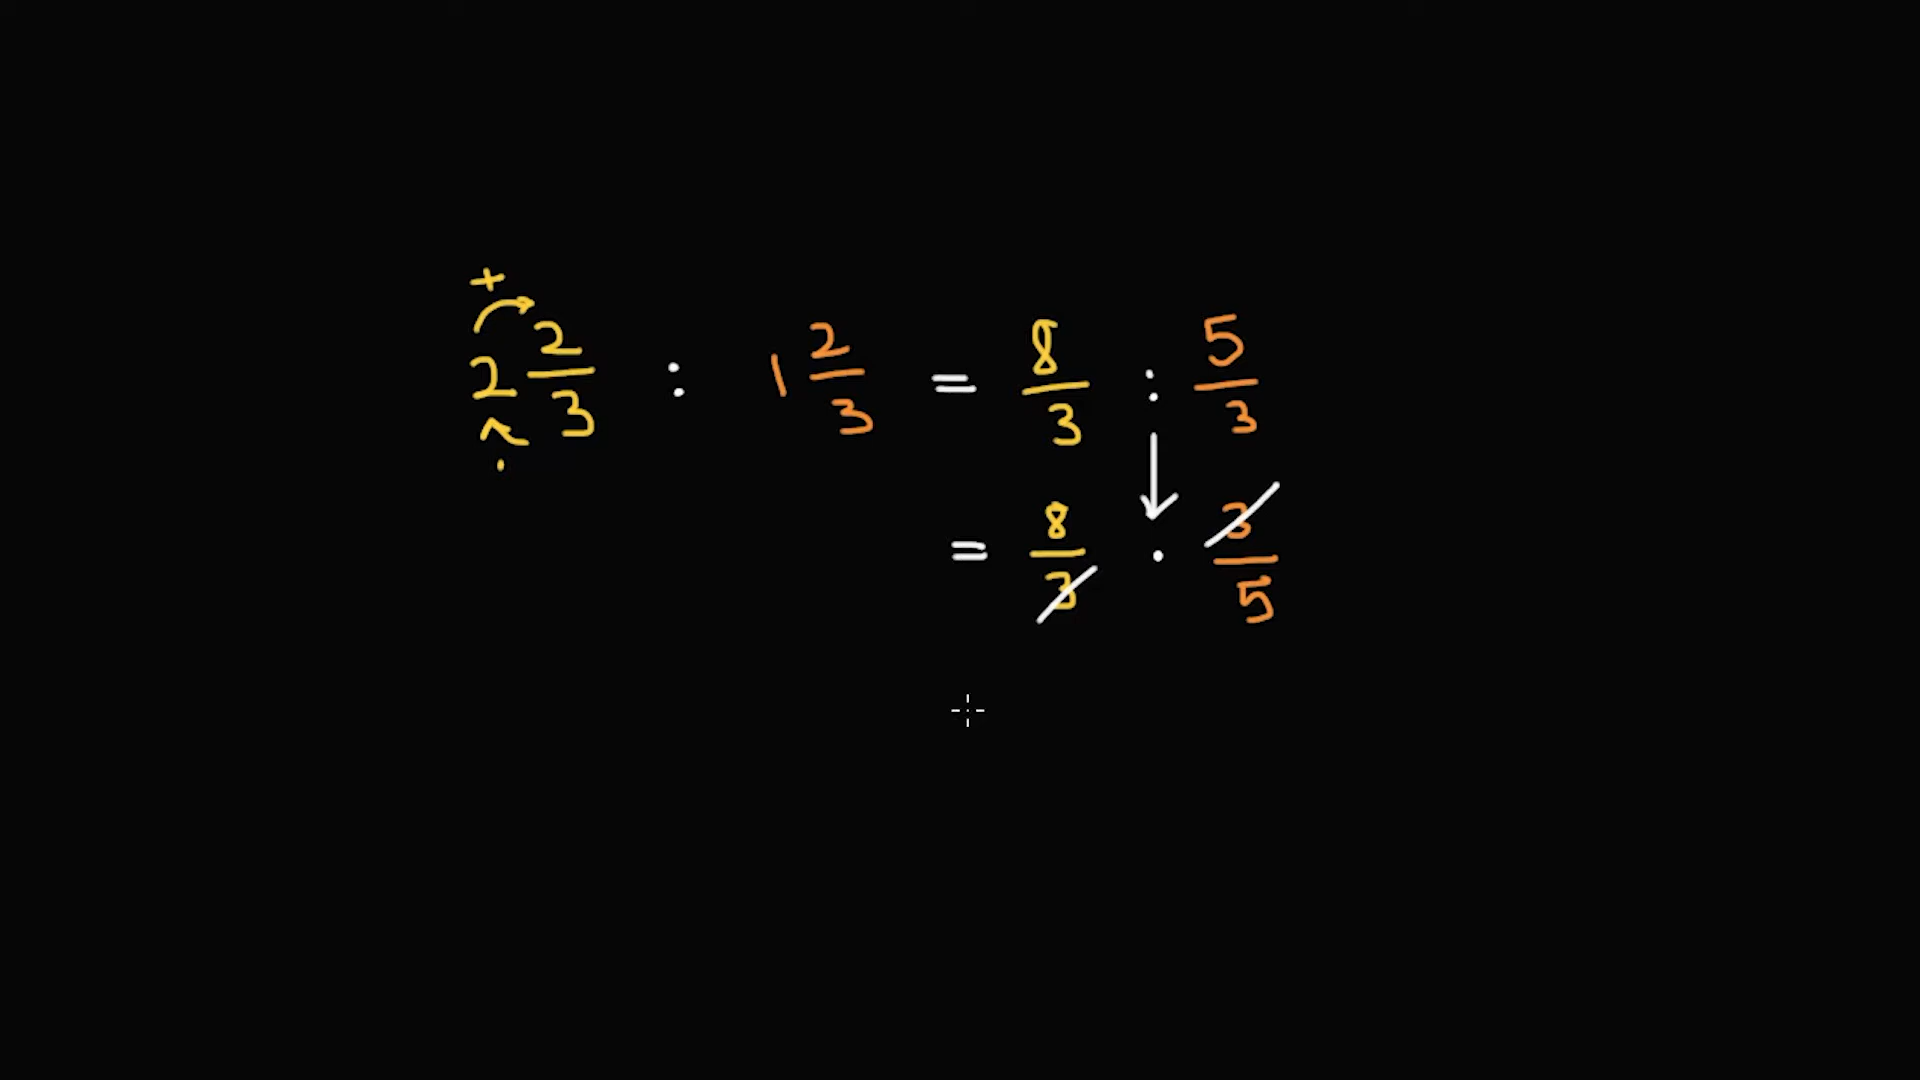 2 2/3 : 1 2/3 = 8/3 : 5/3
= 8/3 · 3/5